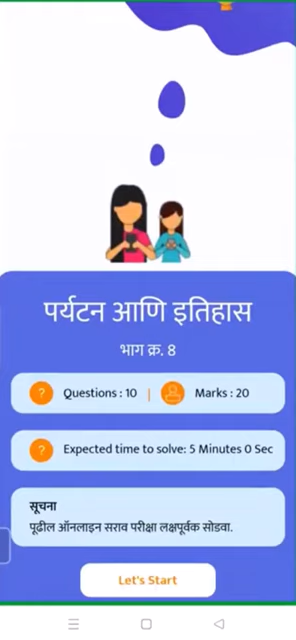 पर्यटन आणि इतिहास
भाग क्र. 8
Questions : 10 | Marks : 20
Expected time to solve: 5 Minutes 0 Sec
सूचना
पूढील ऑनलाइन सराव परीक्षा लक्षपूर्वक सोडवा.
Let's Start